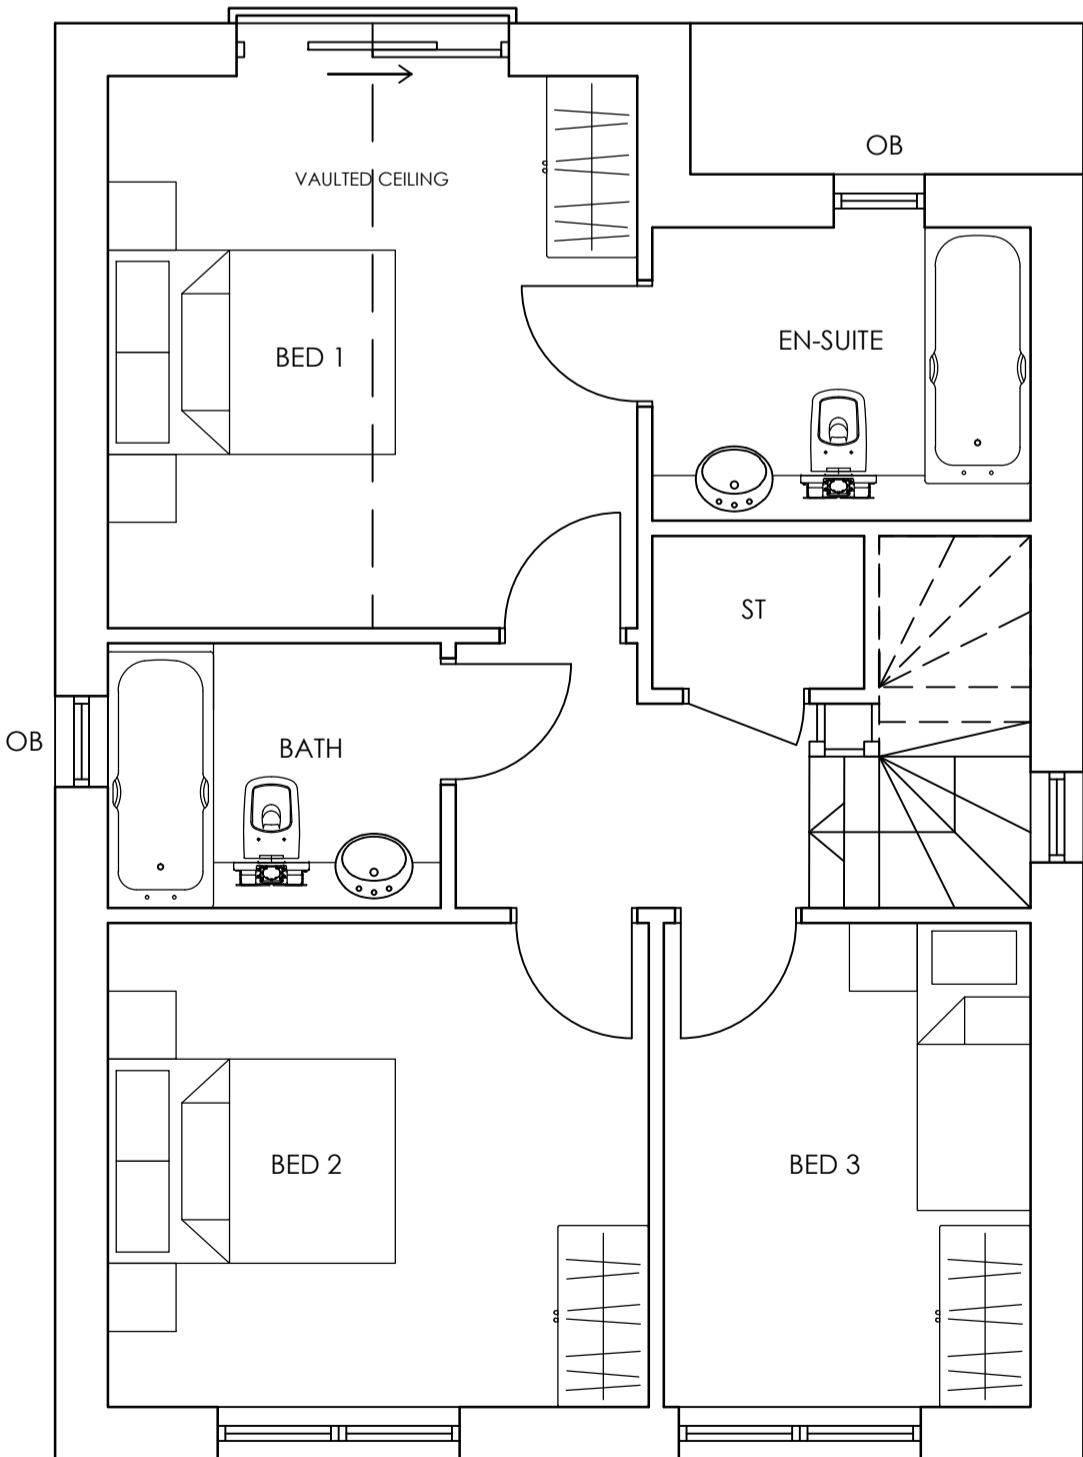 OB
VAULTED CEILING
EN-SUITE
BED 1
ST
OB
BATH
BED 2
BED 3